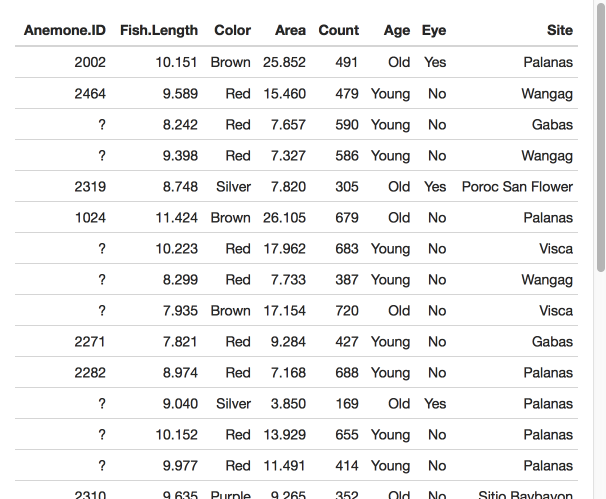 Anemone.ID Fish.Length Color Area Count Age Eye Site
2002 10.151 Brown 25.852 491 Old Yes Palanas
2464 9.589 Red 15.460 479 Young No Wangag
? 8.242 Red 7.657 590 Young No Gabas
? 9.398 Red 7.327 586 Young No Wangag
2319 8.748 Silver 7.820 305 Old Yes Poroc San Flower
1024 11.424 Brown 26.105 679 Old No Palanas
? 10.223 Red 17.962 683 Young No Visca
? 8.299 Red 7.733 387 Young No Wangag
? 7.935 Brown 17.154 720 Old No Visca
2271 7.821 Red 9.284 427 Young No Gabas
2282 8.974 Red 7.168 688 Young No Palanas
? 9.040 Silver 3.850 169 Old Yes Palanas
? 10.152 Red 13.929 655 Young No Palanas
? 9.977 Red 11.491 414 Young No Palanas
2310 9.635 Purple 9.265 352 Old No Sitio Baybayon